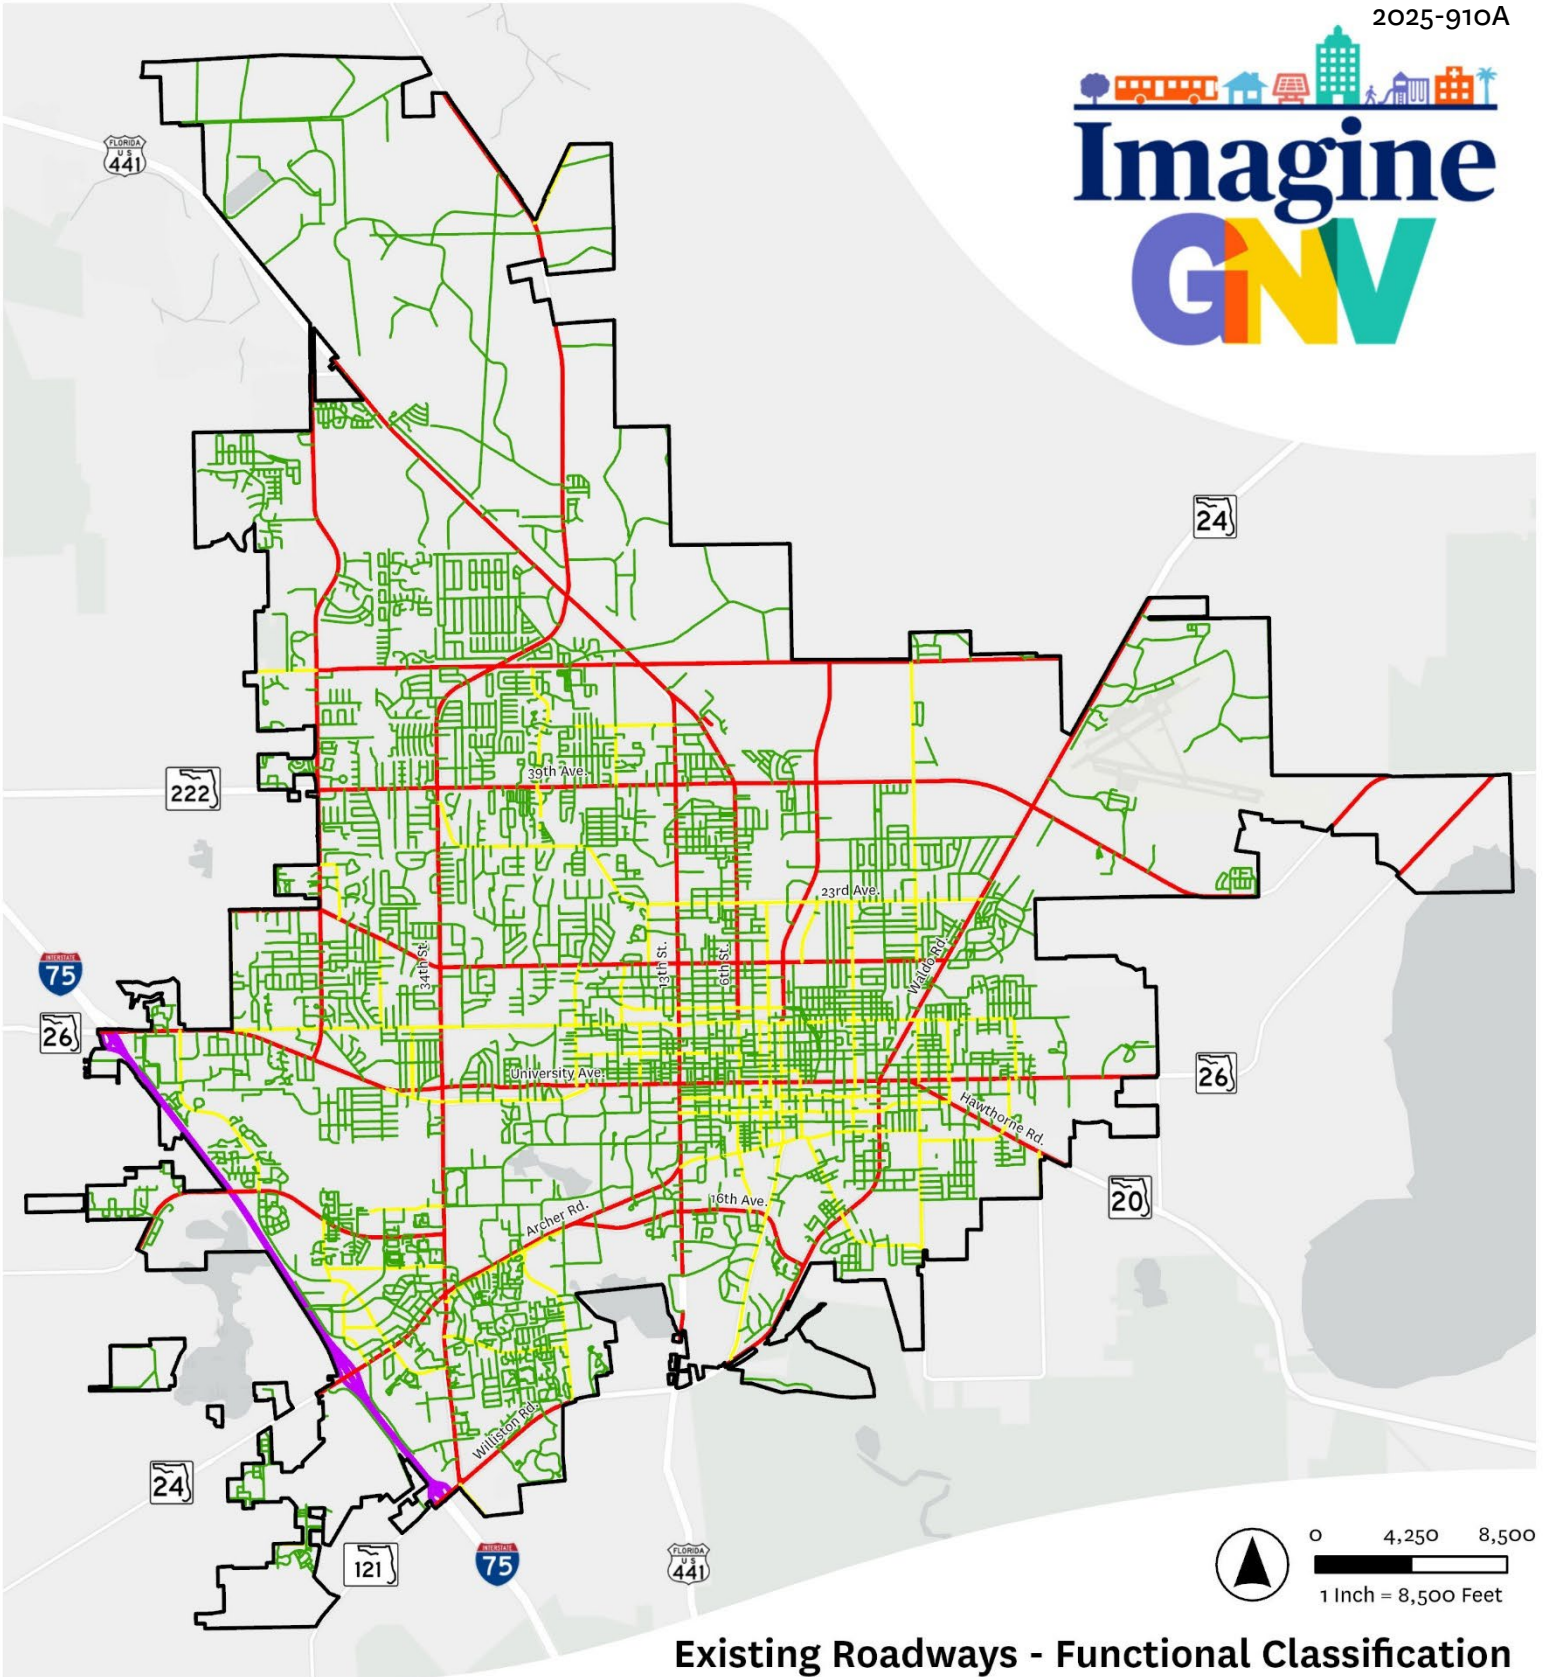 2025-910A
Imagine
GNV
FLORIDA
US
441
24
222
39th Ave.
23rd Ave.
34th St.
13th St.
6th St.
Waldo Rd.
INTERSTATE
75
26
University Ave.
26
Hawthorne Rd.
20
16th Ave.
Archer Rd.
Williston Rd.
24
121
INTERSTATE
75
FLORIDA
US
441
0 4,250 8,500
1 Inch = 8,500 Feet
Existing Roadways - Functional Classification